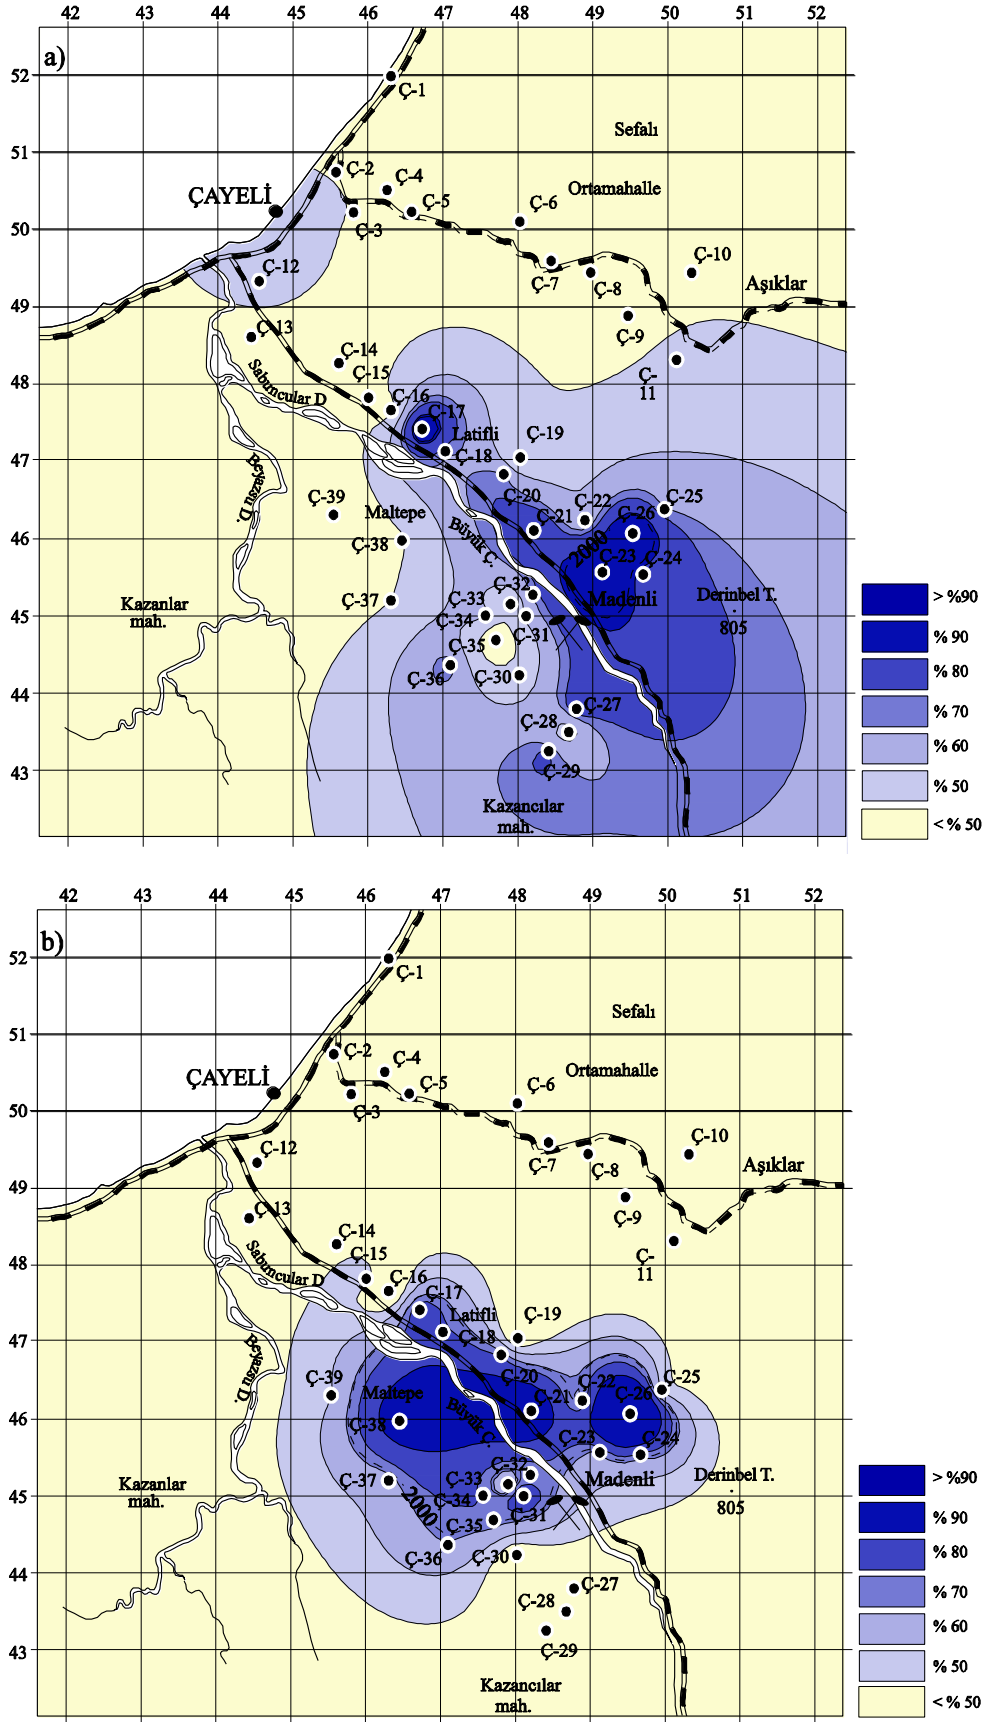 42 43 44 45 46 47 48 49 50 51 52
a)
52
Ç-1
Sefalı
51
Ç-2
Ç-4
Ortamahalle
ÇAYELİ
Ç-5
Ç-6
Ç-3
50
Ç-10
Ç-12
Ç-7
Ç-8
Aşıklar
49
Ç-13
Ç-9
Ç-14
Ç-15
Ç-11
48
Sabuncular D
Ç-16
Ç-17
Latifli
Ç-19
47
Ç-18
Beyazsu D.
Ç-39
Ç-20
Ç-22
Ç-25
Maltepe
Ç-21
Ç-26
46
Ç-38
Büyük Ç.
2000
Ç-23
Ç-24
Ç-32
Kazanlar
mah.
Ç-37
Ç-33
Madenli
Derinbel T.
.
805
45
Ç-34
Ç-31
Ç-35
Ç-36
Ç-30
44
Ç-27
Ç-28
43
Ç-29
Kazancılar
mah.
> %90
% 90
% 80
% 70
% 60
% 50
< % 50
42 43 44 45 46 47 48 49 50 51 52
b)
52
Ç-1
Sefalı
51
Ç-2
Ç-4
Ortamahalle
ÇAYELİ
Ç-5
Ç-6
Ç-3
50
Ç-10
Ç-12
Ç-7
Ç-8
Aşıklar
49
Ç-13
Ç-9
Ç-14
Ç-15
Ç-11
48
Sabuncular D
Ç-16
Ç-17
Latifli
Ç-19
47
Ç-18
Beyazsu D.
Ç-39
Ç-20
Ç-22
Ç-25
Maltepe
Ç-21
Ç-26
46
Ç-38
Büyük Ç.
Ç-23
Ç-24
Ç-32
Kazanlar
mah.
Ç-37
Ç-33
Madenli
Derinbel T.
.
805
45
2000
Ç-34
Ç-31
Ç-35
Ç-36
Ç-30
44
Ç-27
Ç-28
43
Ç-29
Kazancılar
mah.
> %90
% 90
% 80
% 70
% 60
% 50
< % 50